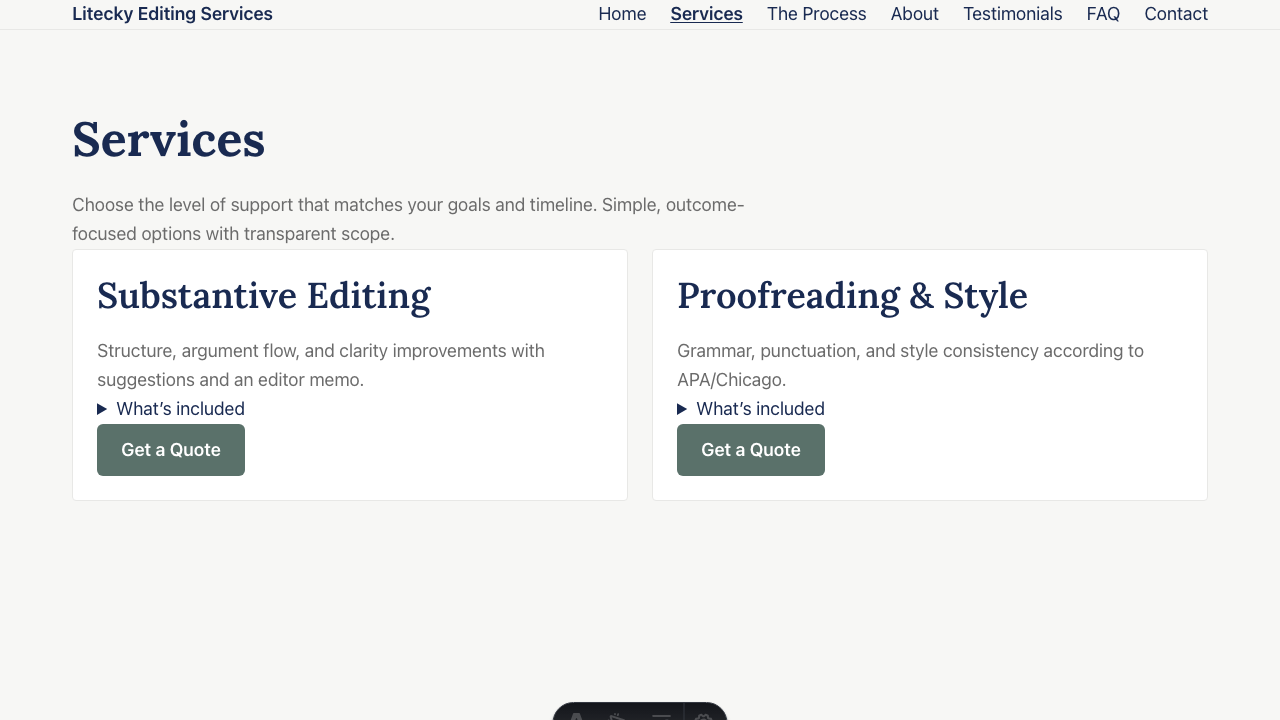 Litecky Editing Services
Home Services The Process About Testimonials FAQ Contact
Services
Choose the level of support that matches your goals and timeline. Simple, outcome-
focused options with transparent scope.
Substantive Editing
Structure, argument flow, and clarity improvements with
suggestions and an editor memo.
What’s included
Get a Quote
Proofreading & Style
Grammar, punctuation, and style consistency according to
APA/Chicago.
What’s included
Get a Quote